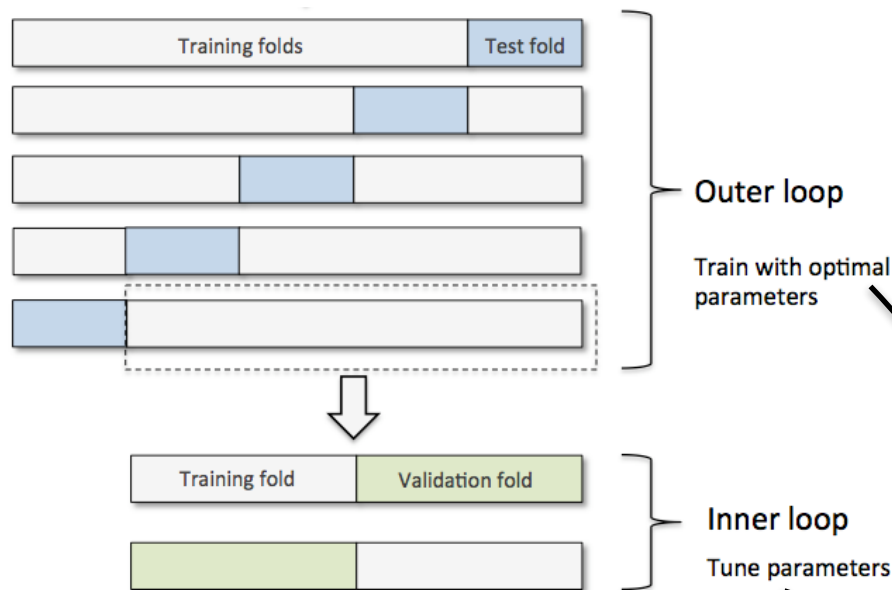 Training folds
Test fold
Outer loop
Train with optimal
parameters
Training fold
Validation fold
Inner loop
Tune parameters